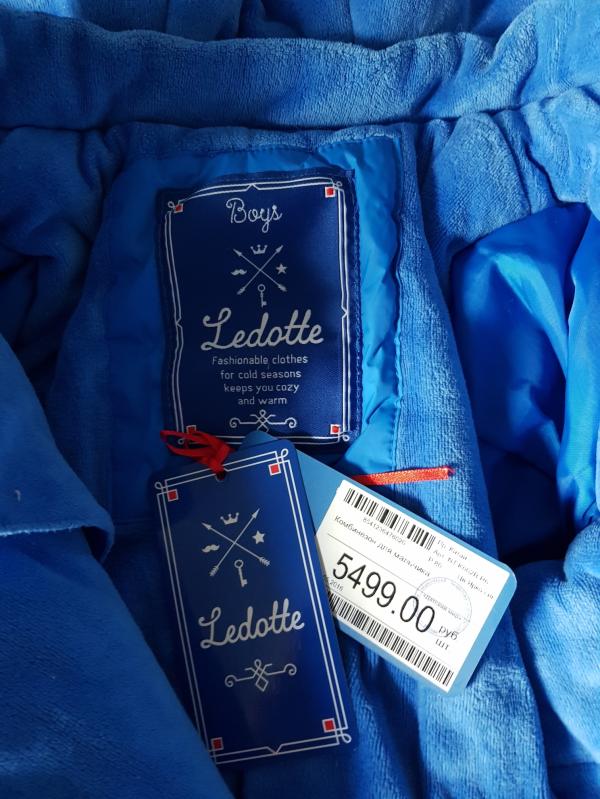 Boys
Ledotte
Fashionable clothes
for cold seasons
keeps you cozy
and warm
Ledotte
Комбинезон для мальчика
5499.00 руб
шт